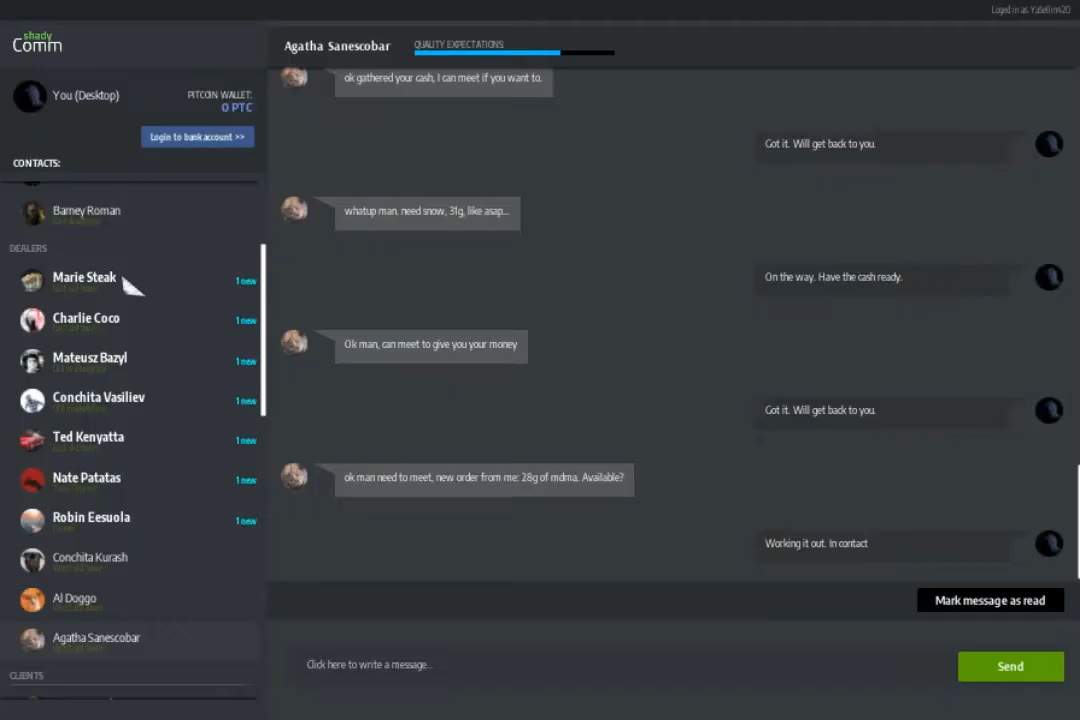 Loged in as YaSellin420
shady
Comm
You (Desktop)
PITCOIN WALLET:
0 PTC
Login to bank account >>
CONTACTS:
Barney Roman
DEALERS
Marie Steak
1 new
Charlie Coco
1 new
Mateusz Bazyl
1 new
Conchita Vasiliev
1 new
Ted Kenyatta
1 new
Nate Patatas
1 new
Robin Eesuola
1 new
Conchita Kurash
Al Doggo
Agatha Sanescobar
CLIENTS
Agatha Sanescobar
QUALITY EXPECTATIONS:
ok gathered your cash, I can meet if you want to.
Got it. Will get back to you.
whatup man. need snow, 31g, like asap...
On the way. Have the cash ready.
Ok man, can meet to give you your money
Got it. Will get back to you.
ok man need to meet, new order from me: 28g of mdma. Available?
Working it out. In contact
Mark message as read
Click here to write a message...
Send